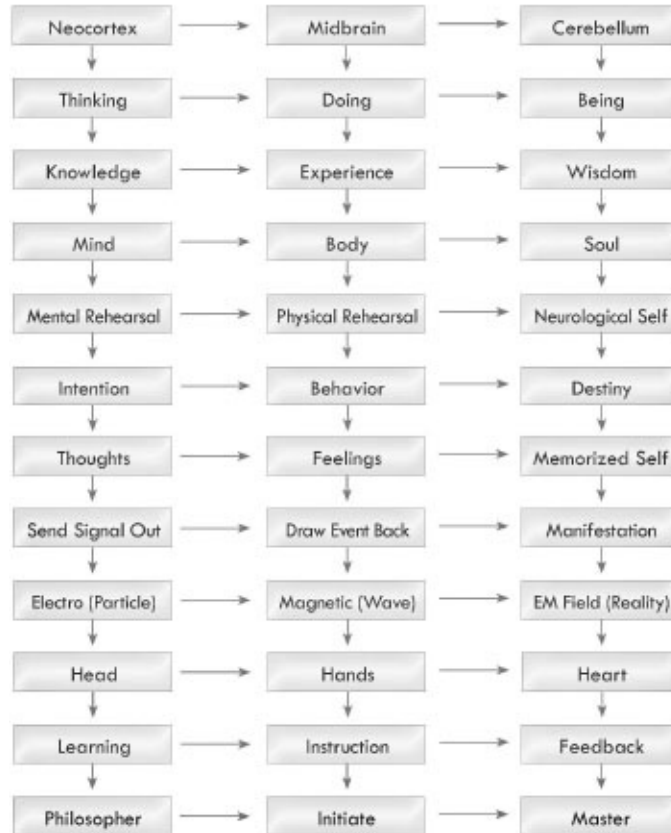 Neocortex Midbrain Cerebellum
Thinking Doing Being
Knowledge Experience Wisdom
Mind Body Soul
Mental Rehearsal Physical Rehearsal Neurological Self
Intention Behavior Destiny
Thoughts Feelings Memorized Self
Send Signal Out Draw Event Back Manifestation
Electro (Particle) Magnetic (Wave) EM Field (Reality)
Head Hands Heart
Learning Instruction Feedback
Philosopher Initiate Master